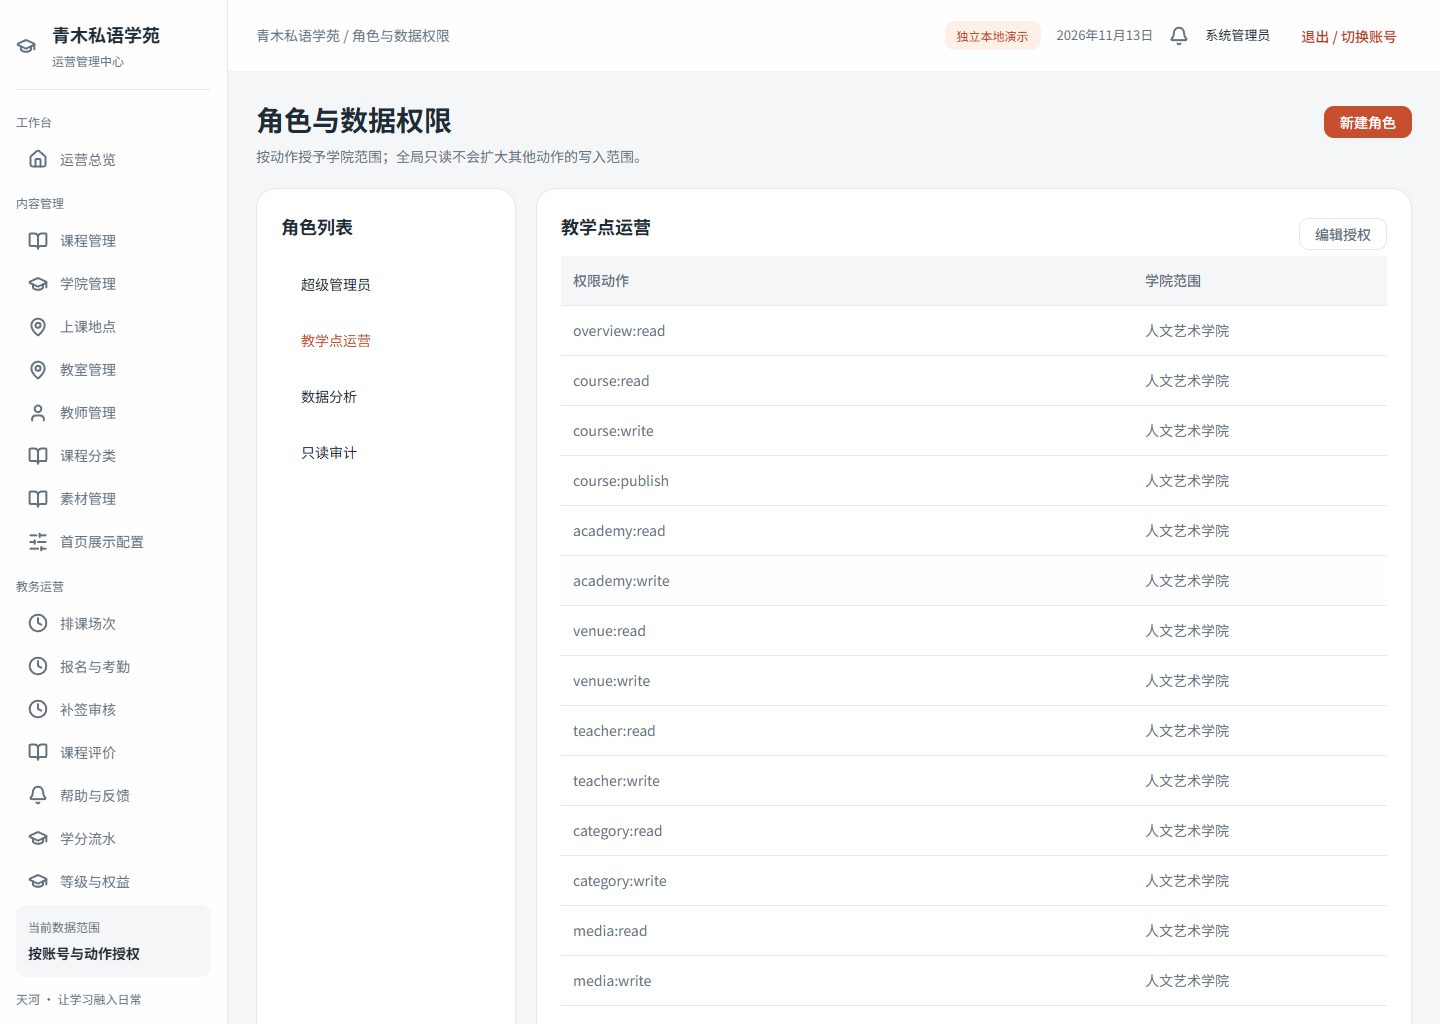 青木私语学苑
运营管理中心
工作台
运营总览
内容管理
课程管理
学院管理
上课地点
教室管理
教师管理
课程分类
素材管理
首页展示配置
教务运营
排课场次
报名与考勤
补签审核
课程评价
帮助与反馈
学分流水
等级与权益
当前数据范围
按账号与动作授权
天河 · 让学习融入日常
青木私语学苑 / 角色与数据权限
独立本地演示
2026年11月13日
系统管理员
退出 / 切换账号
角色与数据权限
按动作授予学院范围；全局只读不会扩大其他动作的写入范围。
新建角色
角色列表
超级管理员
教学点运营
数据分析
只读审计
教学点运营
编辑授权
权限动作 学院范围
overview:read 人文艺术学院
course:read 人文艺术学院
course:write 人文艺术学院
course:publish 人文艺术学院
academy:read 人文艺术学院
academy:write 人文艺术学院
venue:read 人文艺术学院
venue:write 人文艺术学院
teacher:read 人文艺术学院
teacher:write 人文艺术学院
category:read 人文艺术学院
category:write 人文艺术学院
media:read 人文艺术学院
media:write 人文艺术学院